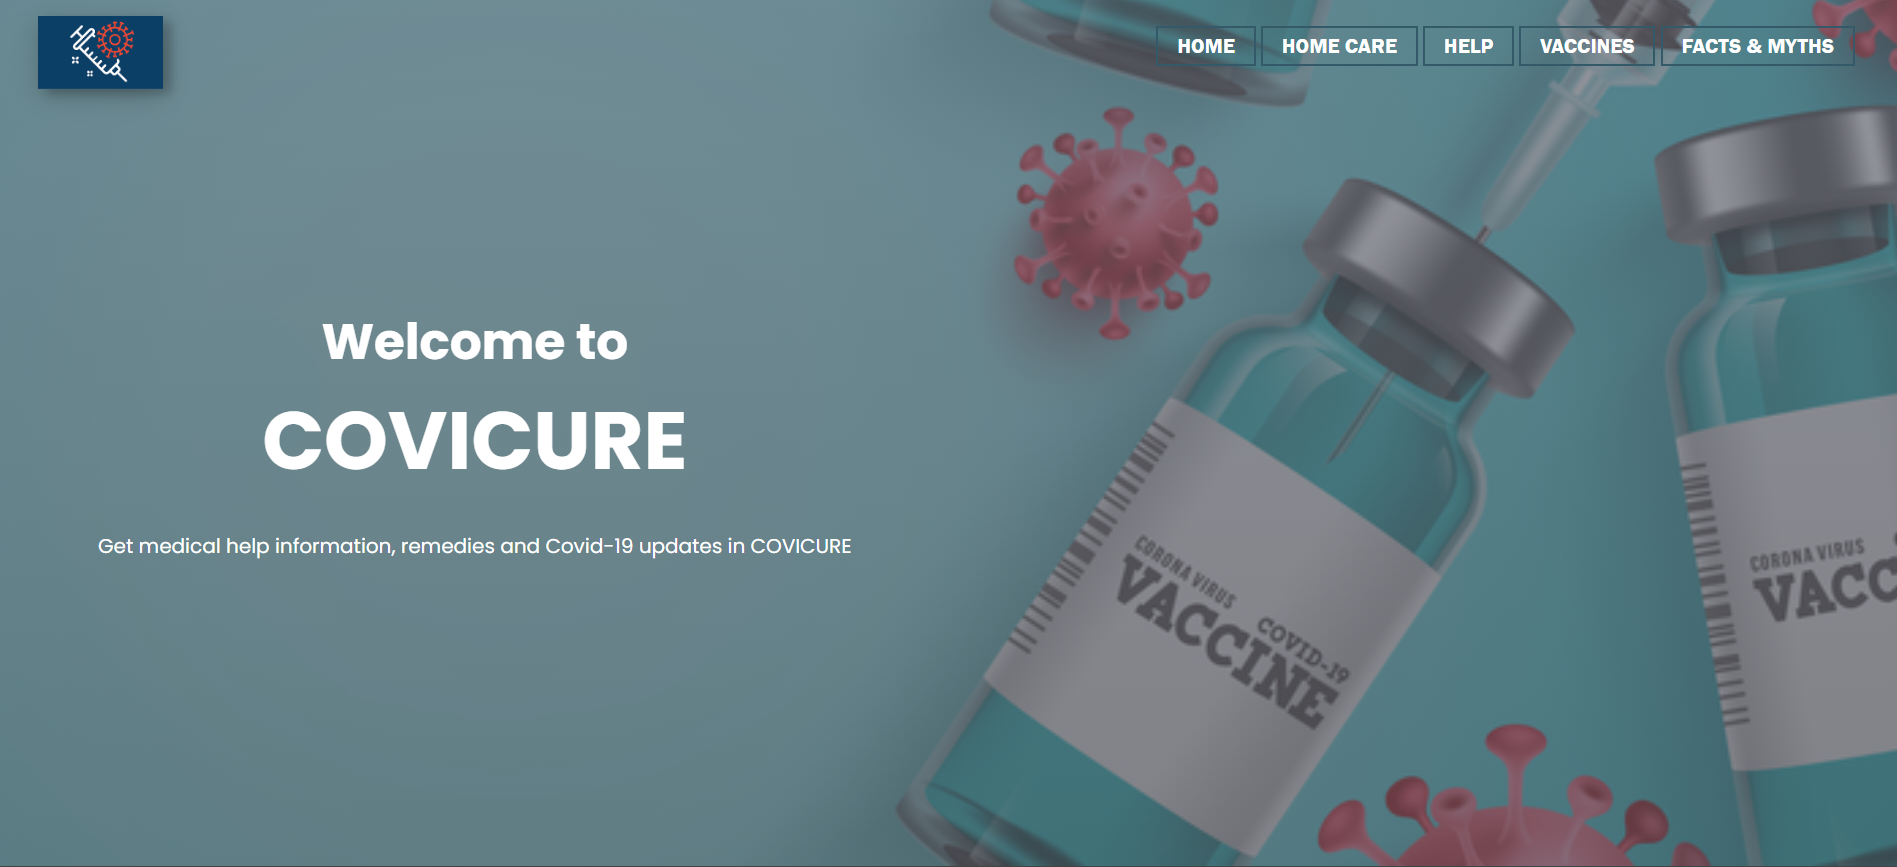 HOME HOME CARE HELP VACCINES FACTS & MYTHS
Welcome to
COVICURE
Get medical help information, remedies and Covid-19 updates in COVICURE
CORONA VIRUS
COVID-19
VACCINE
CORONA VIRUS